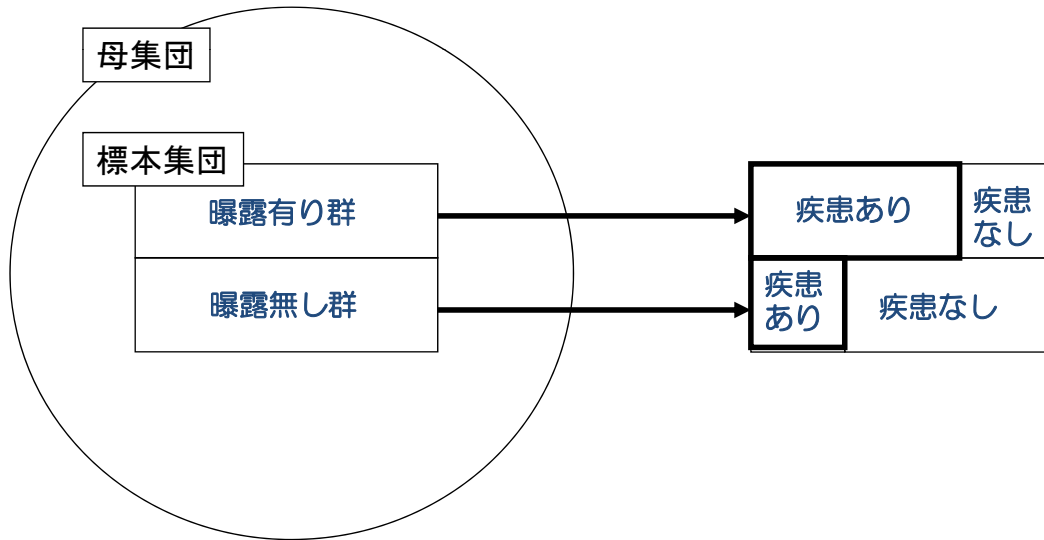 母集団
標本集団
曝露有り群
疾患あり
疾患
なし
曝露無し群
疾患
あり
疾患なし